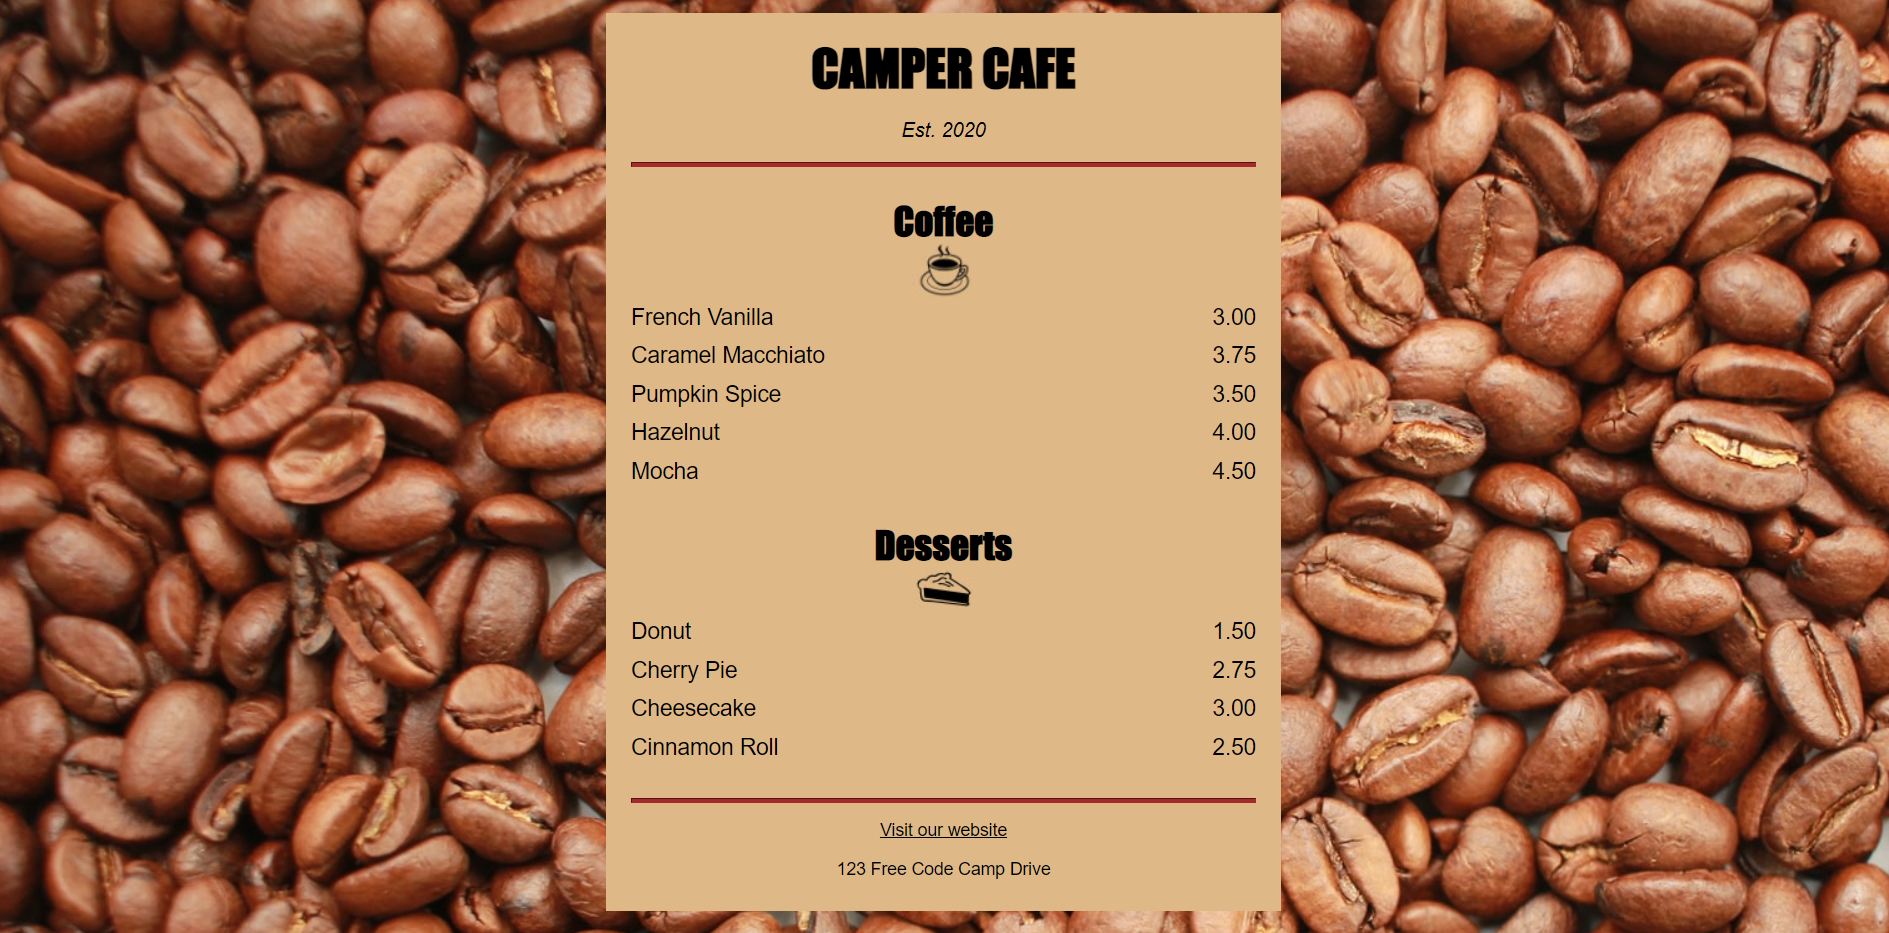 CAMPER CAFE
Est. 2020
Coffee
French Vanilla 3.00
Caramel Macchiato 3.75
Pumpkin Spice 3.50
Hazelnut 4.00
Mocha 4.50
Desserts
Donut 1.50
Cherry Pie 2.75
Cheesecake 3.00
Cinnamon Roll 2.50
Visit our website
123 Free Code Camp Drive